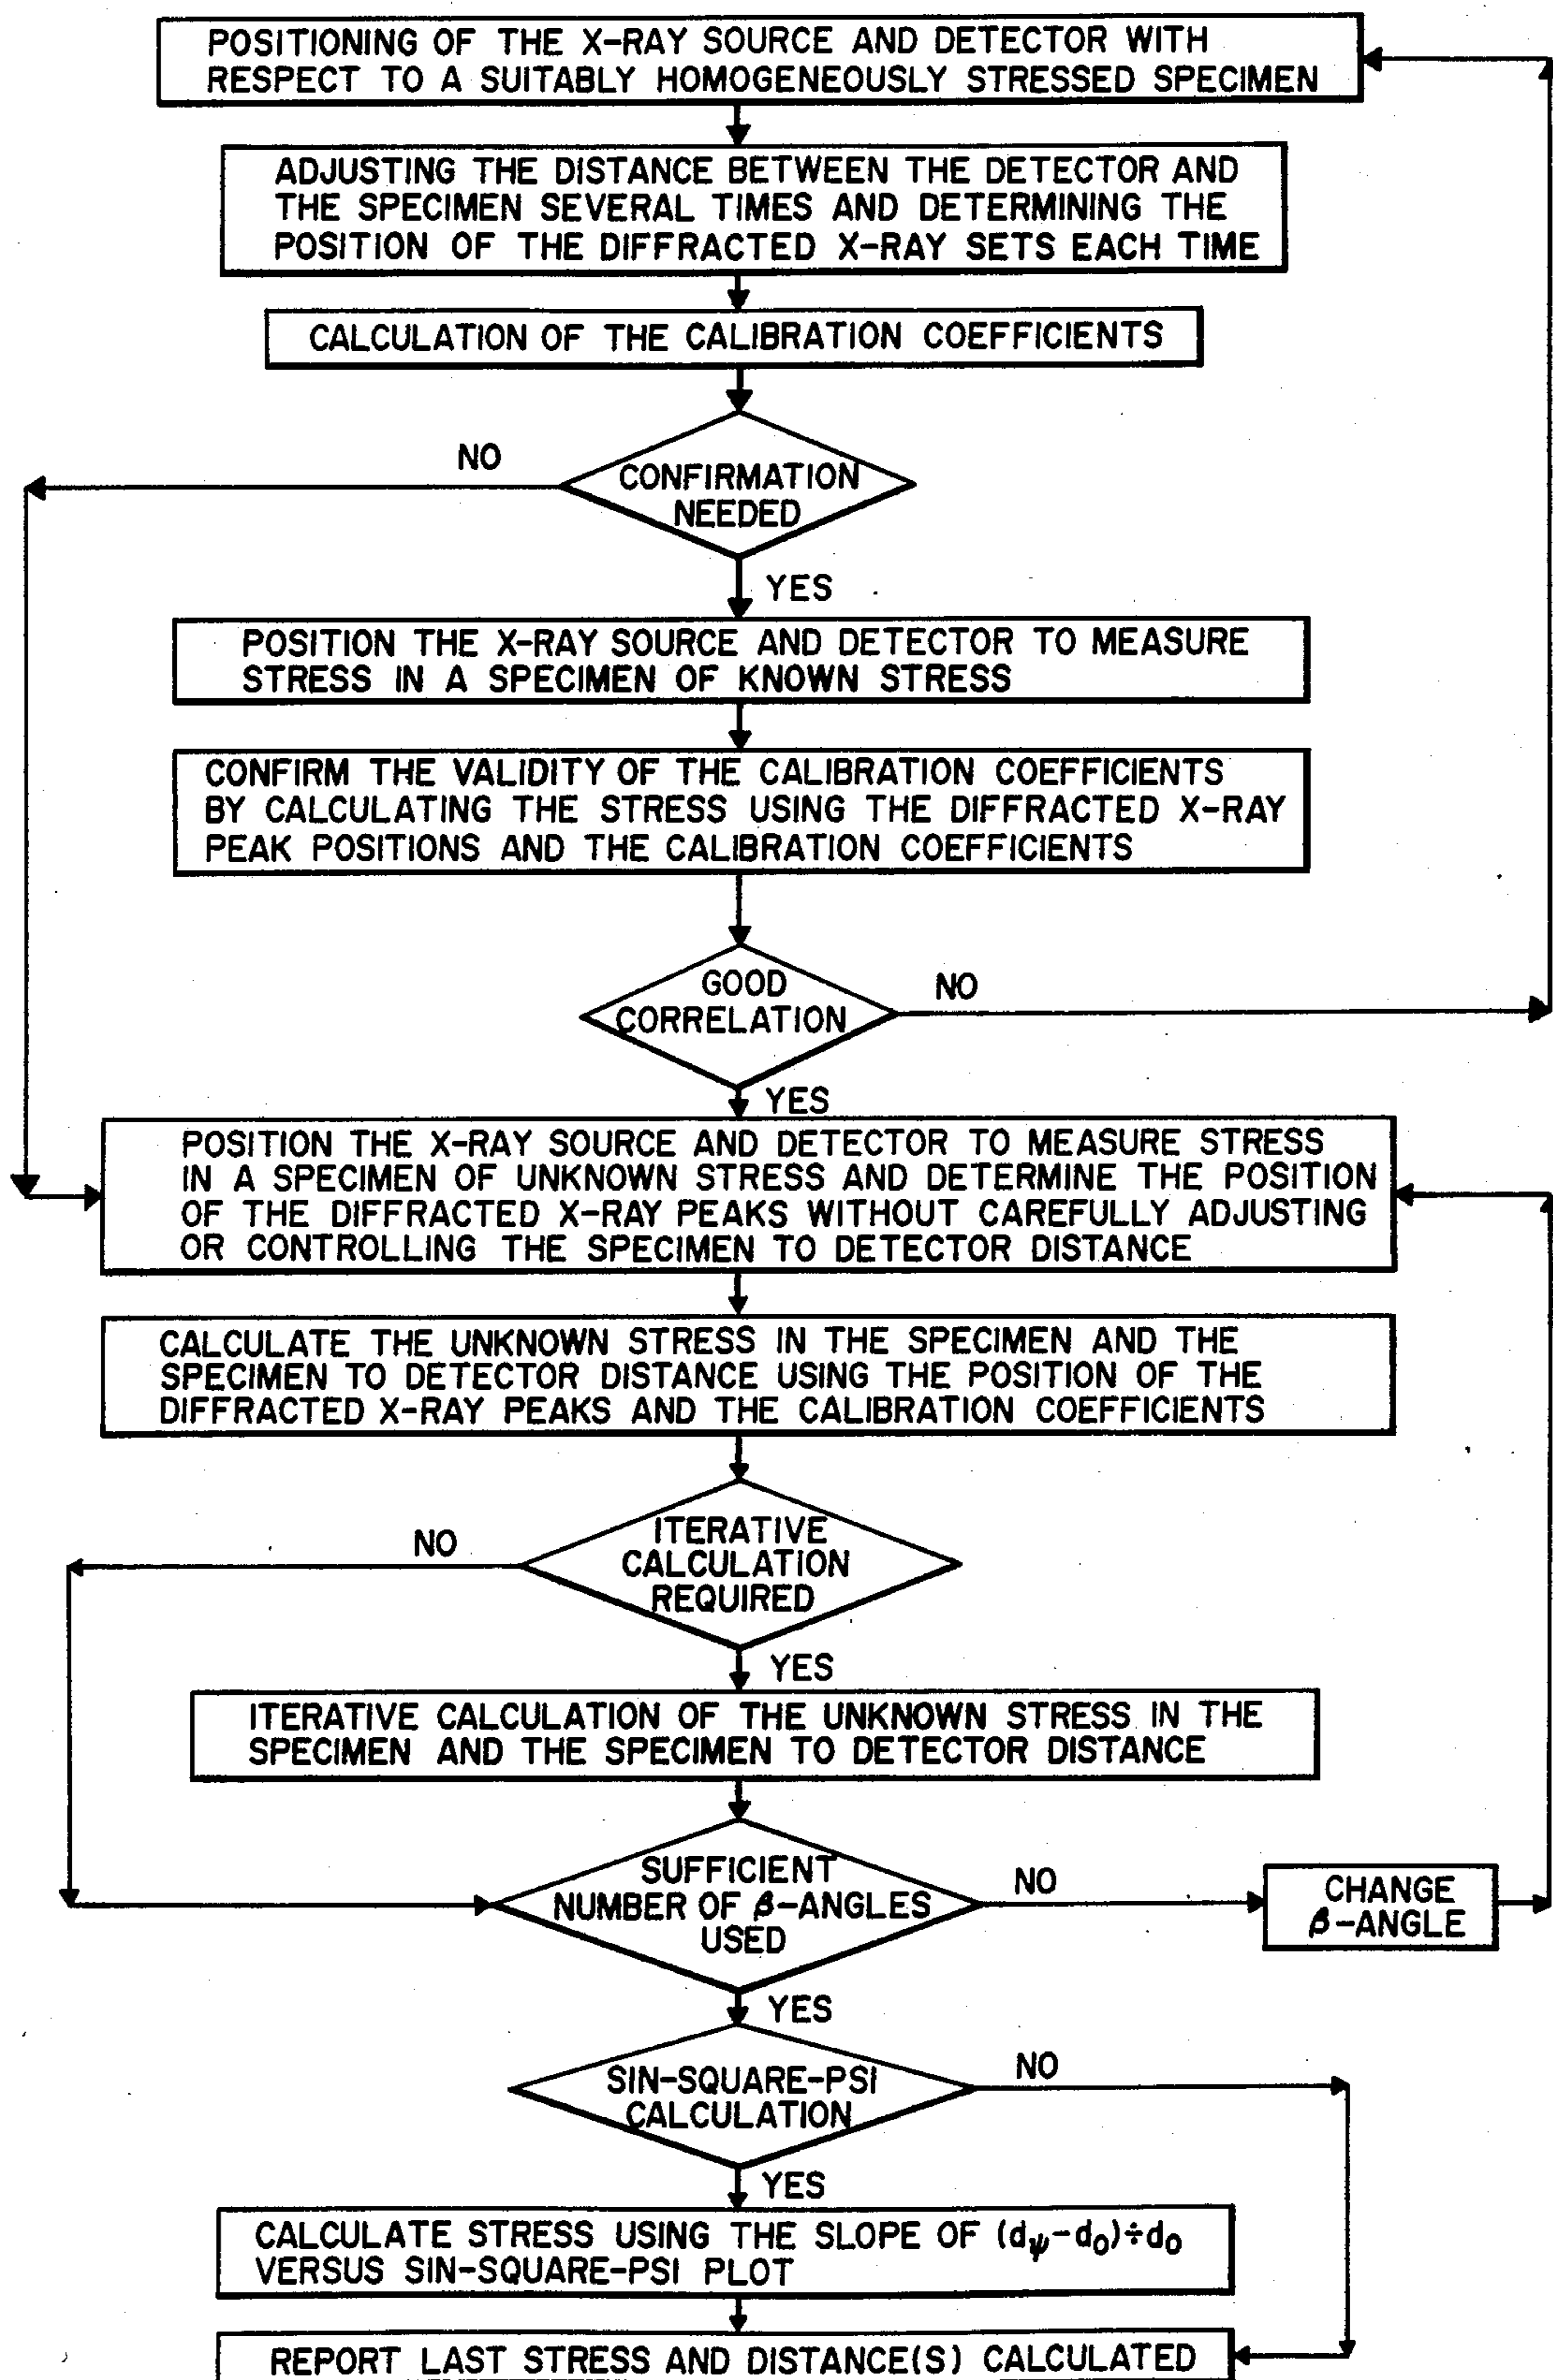 POSITIONING OF THE X-RAY SOURCE AND DETECTOR WITH
RESPECT TO A SUITABLY HOMOGENEOUSLY STRESSED SPECIMEN
ADJUSTING THE DISTANCE BETWEEN THE DETECTOR AND
THE SPECIMEN SEVERAL TIMES AND DETERMINING THE
POSITION OF THE DIFFRACTED X-RAY SETS EACH TIME
CALCULATION OF THE CALIBRATION COEFFICIENTS
NO
CONFIRMATION
NEEDED
YES
POSITION THE X-RAY SOURCE AND DETECTOR TO MEASURE
STRESS IN A SPECIMEN OF KNOWN STRESS
CONFIRM THE VALIDITY OF THE CALIBRATION COEFFICIENTS
BY CALCULATING THE STRESS USING THE DIFFRACTED X-RAY
PEAK POSITIONS AND THE CALIBRATION COEFFICIENTS
GOOD
CORRELATION
NO
YES
POSITION THE X-RAY SOURCE AND DETECTOR TO MEASURE STRESS
IN A SPECIMEN OF UNKNOWN STRESS AND DETERMINE THE POSITION
OF THE DIFFRACTED X-RAY PEAKS WITHOUT CAREFULLY ADJUSTING
OR CONTROLLING THE SPECIMEN TO DETECTOR DISTANCE
CALCULATE THE UNKNOWN STRESS IN THE SPECIMEN AND THE
SPECIMEN TO DETECTOR DISTANCE USING THE POSITION OF THE
DIFFRACTED X-RAY PEAKS AND THE CALIBRATION COEFFICIENTS
NO
ITERATIVE
CALCULATION
REQUIRED
YES
ITERATIVE CALCULATION OF THE UNKNOWN STRESS IN THE
SPECIMEN AND THE SPECIMEN TO DETECTOR DISTANCE
SUFFICIENT
NUMBER OF β-ANGLES
USED
NO
CHANGE
β-ANGLE
YES
SIN-SQUARE-PSI
CALCULATION
NO
YES
CALCULATE STRESS USING THE SLOPE OF (dψ-d₀)÷d₀
VERSUS SIN-SQUARE-PSI PLOT
REPORT LAST STRESS AND DISTANCE(S) CALCULATED